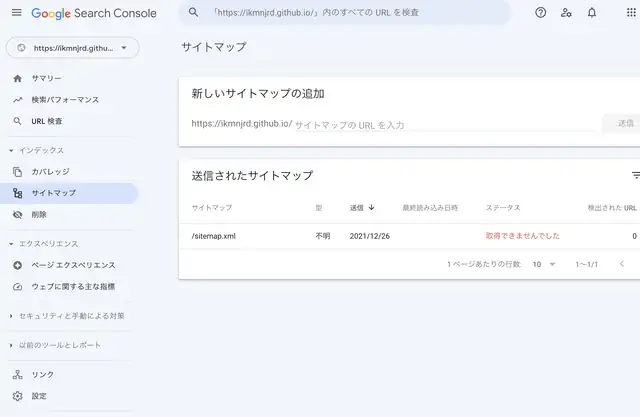 Google Search Console
「https://ikmnjrd.github.io/」内のすべての URL を検査
https://ikmnjrd.githu...
サイトマップ
サマリー
検索パフォーマンス
URL 検査
インデックス
カバレッジ
サイトマップ
削除
エクスペリエンス
ページ エクスペリエンス
ウェブに関する主な指標
セキュリティと手動による対策
以前のツールとレポート
リンク
設定
新しいサイトマップの追加
https://ikmnjrd.github.io/ サイトマップの URL を入力
送信
送信されたサイトマップ
サイトマップ 型 送信 最終読み込み日時 ステータス 検出された URL
/sitemap.xml 不明 2021/12/26 取得できませんでした 0
1 ページあたりの行数: 10 1~1/1